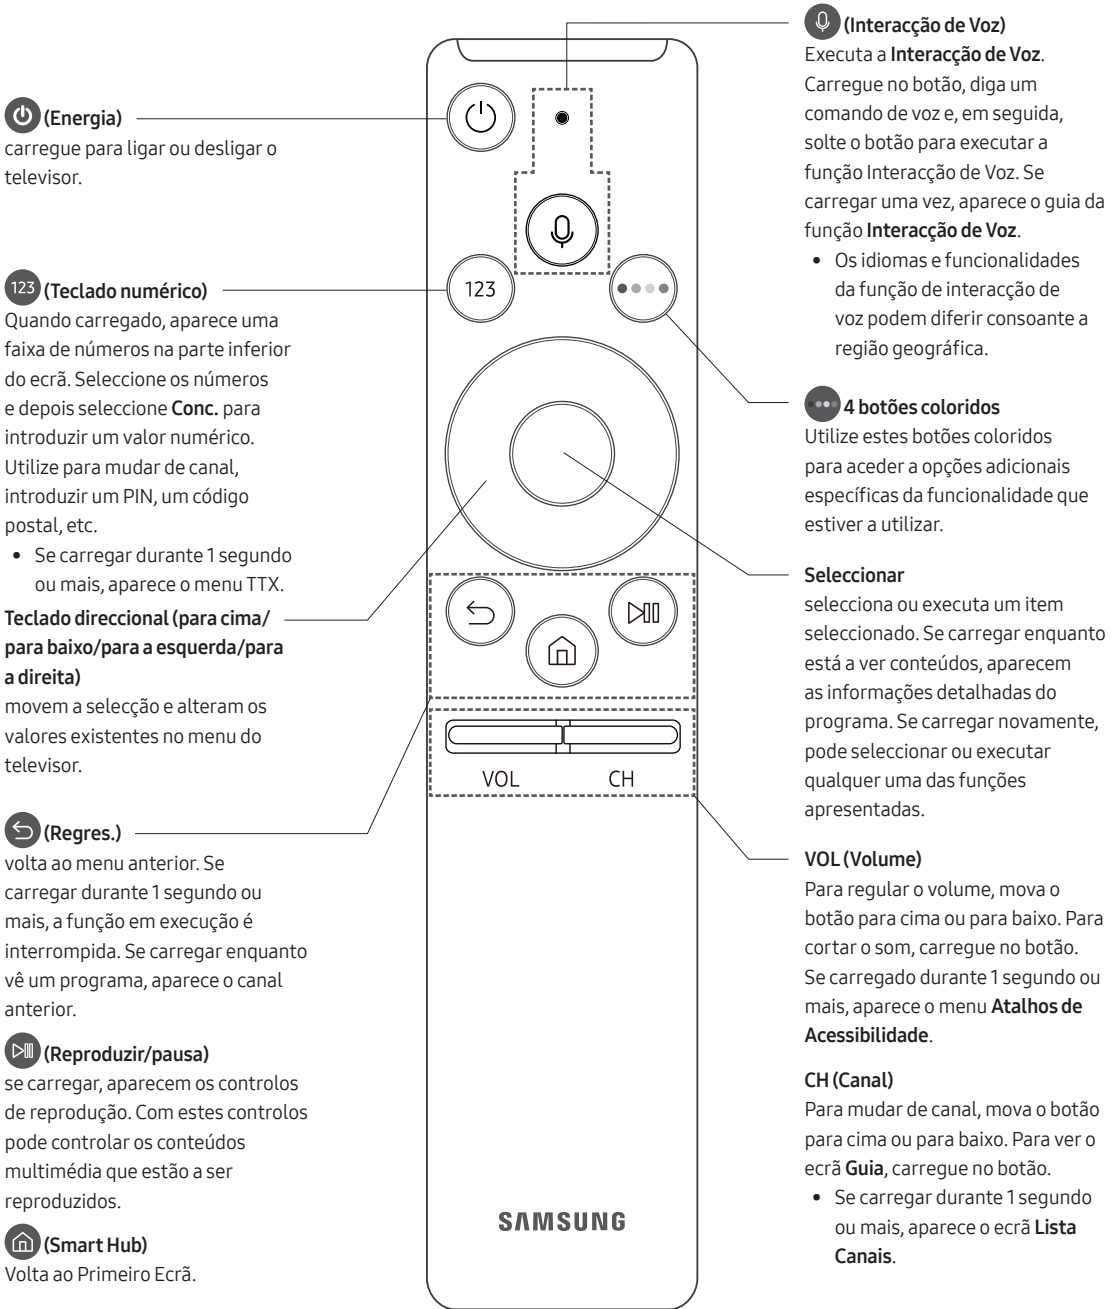 (Energia)
carregue para ligar ou desligar o
televisor.
123 (Teclado numérico)
Quando carregado, aparece uma
faixa de números na parte inferior
do ecrã. Seleccione os números
e depois seleccione Conc. para
introduzir um valor numérico.
Utilize para mudar de canal,
introduzir um PIN, um código
postal, etc.
• Se carregar durante 1 segundo
ou mais, aparece o menu TTX.
Teclado direccional (para cima/
para baixo/para a esquerda/para
a direita)
movem a selecção e alteram os
valores existentes no menu do
televisor.
(Regres.)
volta ao menu anterior. Se
carregar durante 1 segundo ou
mais, a função em execução é
interrompida. Se carregar enquanto
vê um programa, aparece o canal
anterior.
(Reproduzir/pausa)
se carregar, aparecem os controlos
de reprodução. Com estes controlos
pode controlar os conteúdos
multimédia que estão a ser
reproduzidos.
(Smart Hub)
Volta ao Primeiro Ecrã.
123
VOL CH
SAMSUNG
(Interacção de Voz)
Executa a Interacção de Voz.
Carregue no botão, diga um
comando de voz e, em seguida,
solte o botão para executar a
função Interacção de Voz. Se
carregar uma vez, aparece o guia da
função Interacção de Voz.
• Os idiomas e funcionalidades
da função de interacção de
voz podem diferir consoante a
região geográfica.
4 botões coloridos
Utilize estes botões coloridos
para aceder a opções adicionais
específicas da funcionalidade que
estiver a utilizar.
Seleccionar
selecciona ou executa um item
seleccionado. Se carregar enquanto
está a ver conteúdos, aparecem
as informações detalhadas do
programa. Se carregar novamente,
pode seleccionar ou executar
qualquer uma das funções
apresentadas.
VOL (Volume)
Para regular o volume, mova o
botão para cima ou para baixo. Para
cortar o som, carregue no botão.
Se carregado durante 1 segundo ou
mais, aparece o menu Atalhos de
Acessibilidade.
CH (Canal)
Para mudar de canal, mova o botão
para cima ou para baixo. Para ver o
ecrã Guia, carregue no botão.
• Se carregar durante 1 segundo
ou mais, aparece o ecrã Lista
Canais.